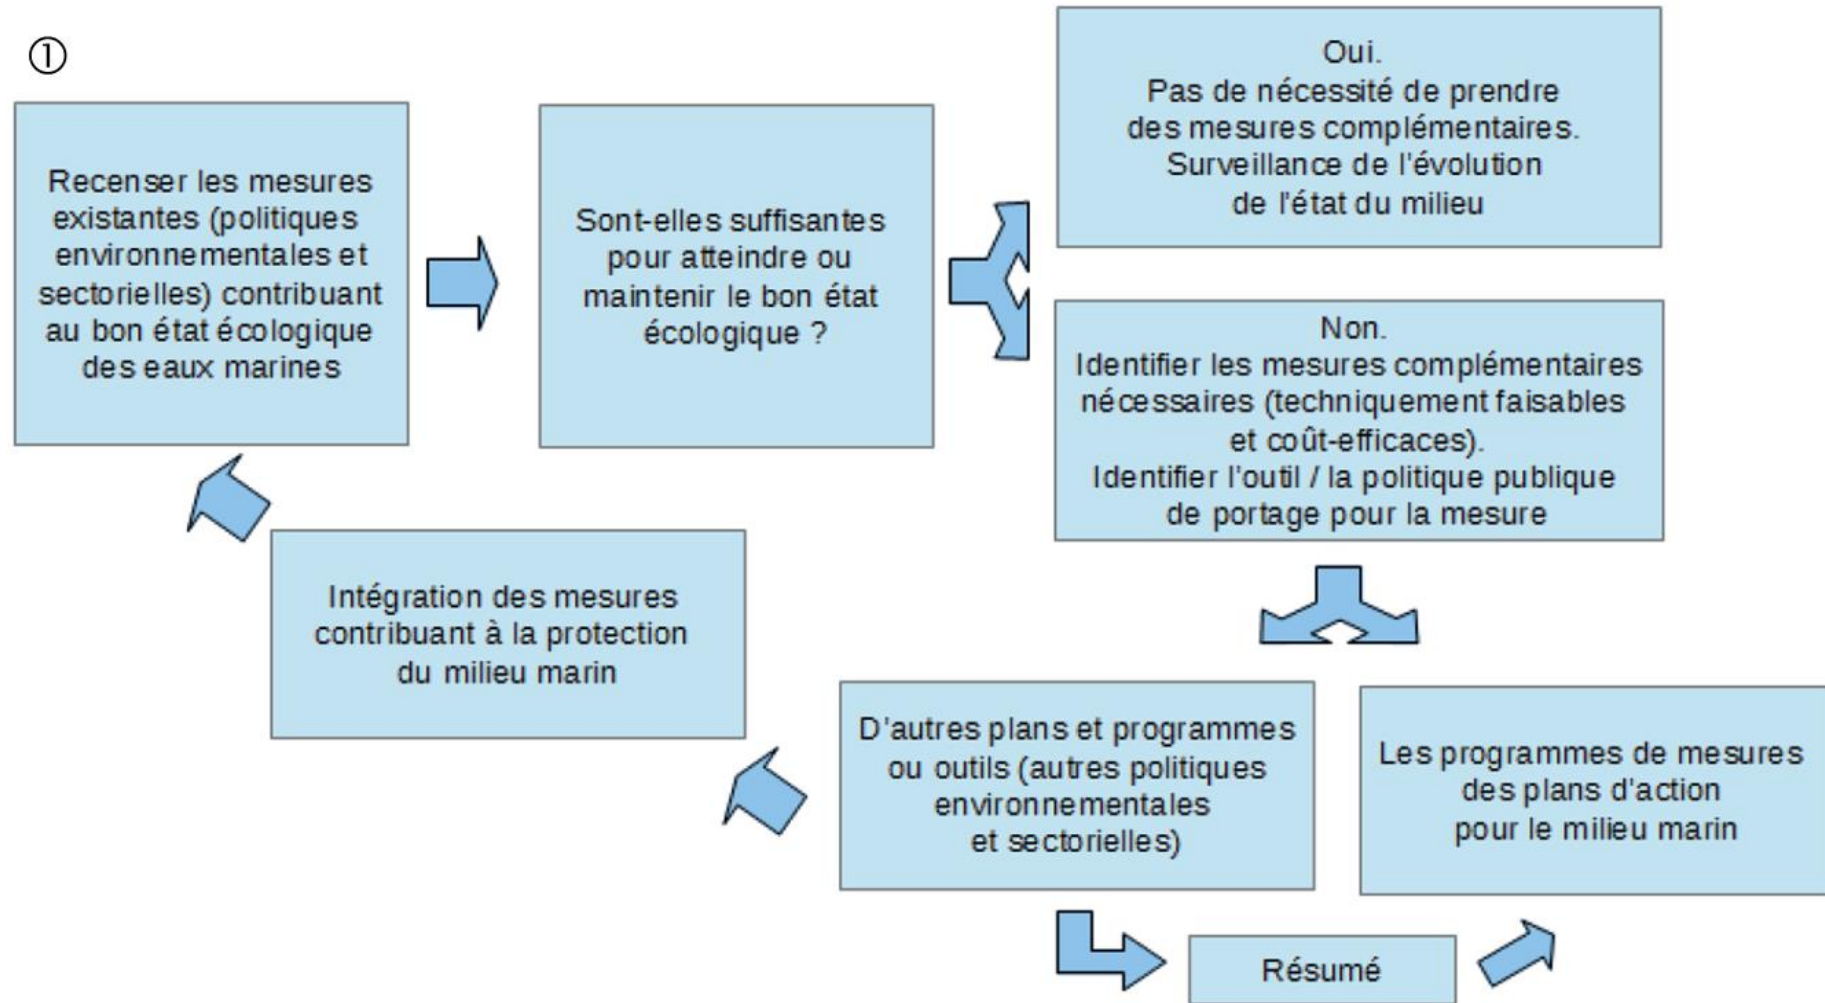 ①
Recenser les mesures
existantes (politiques
environnementales et
sectorielles) contribuant
au bon état écologique
des eaux marines
Sont-elles suffisantes
pour atteindre ou
maintenir le bon état
écologique ?
Oui.
Pas de nécessité de prendre
des mesures complémentaires.
Surveillance de l'évolution
de l'état du milieu
Non.
Identifier les mesures complémentaires
nécessaires (techniquement faisables
et coût-efficaces).
Identifier l'outil / la politique publique
de portage pour la mesure
Intégration des mesures
contribuant à la protection
du milieu marin
D'autres plans et programmes
ou outils (autres politiques
environnementales
et sectorielles)
Les programmes de mesures
des plans d'action
pour le milieu marin
Résumé